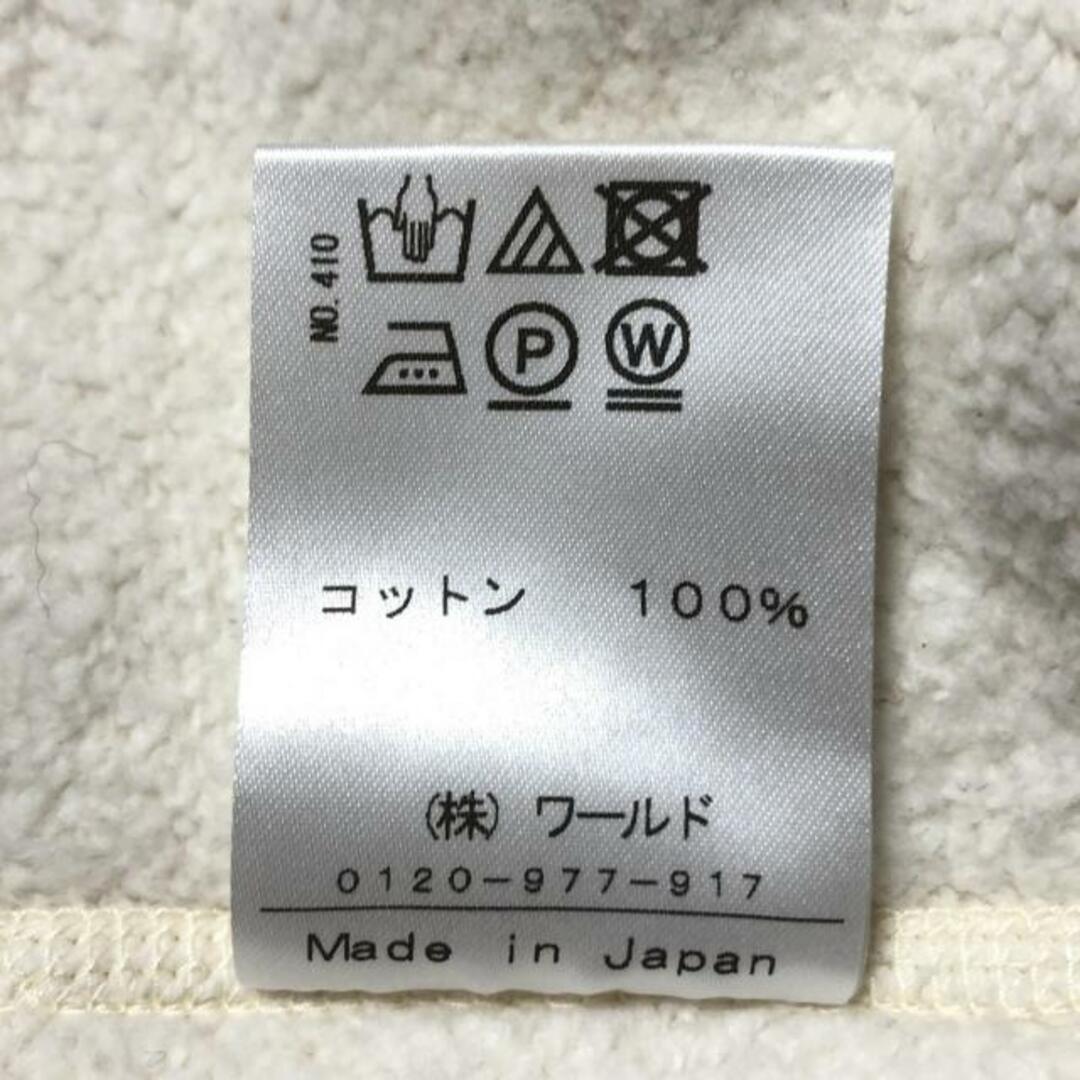 NO.410
P W
コットン 100%
(株) ワールド
0120-977-917
Made in Japan